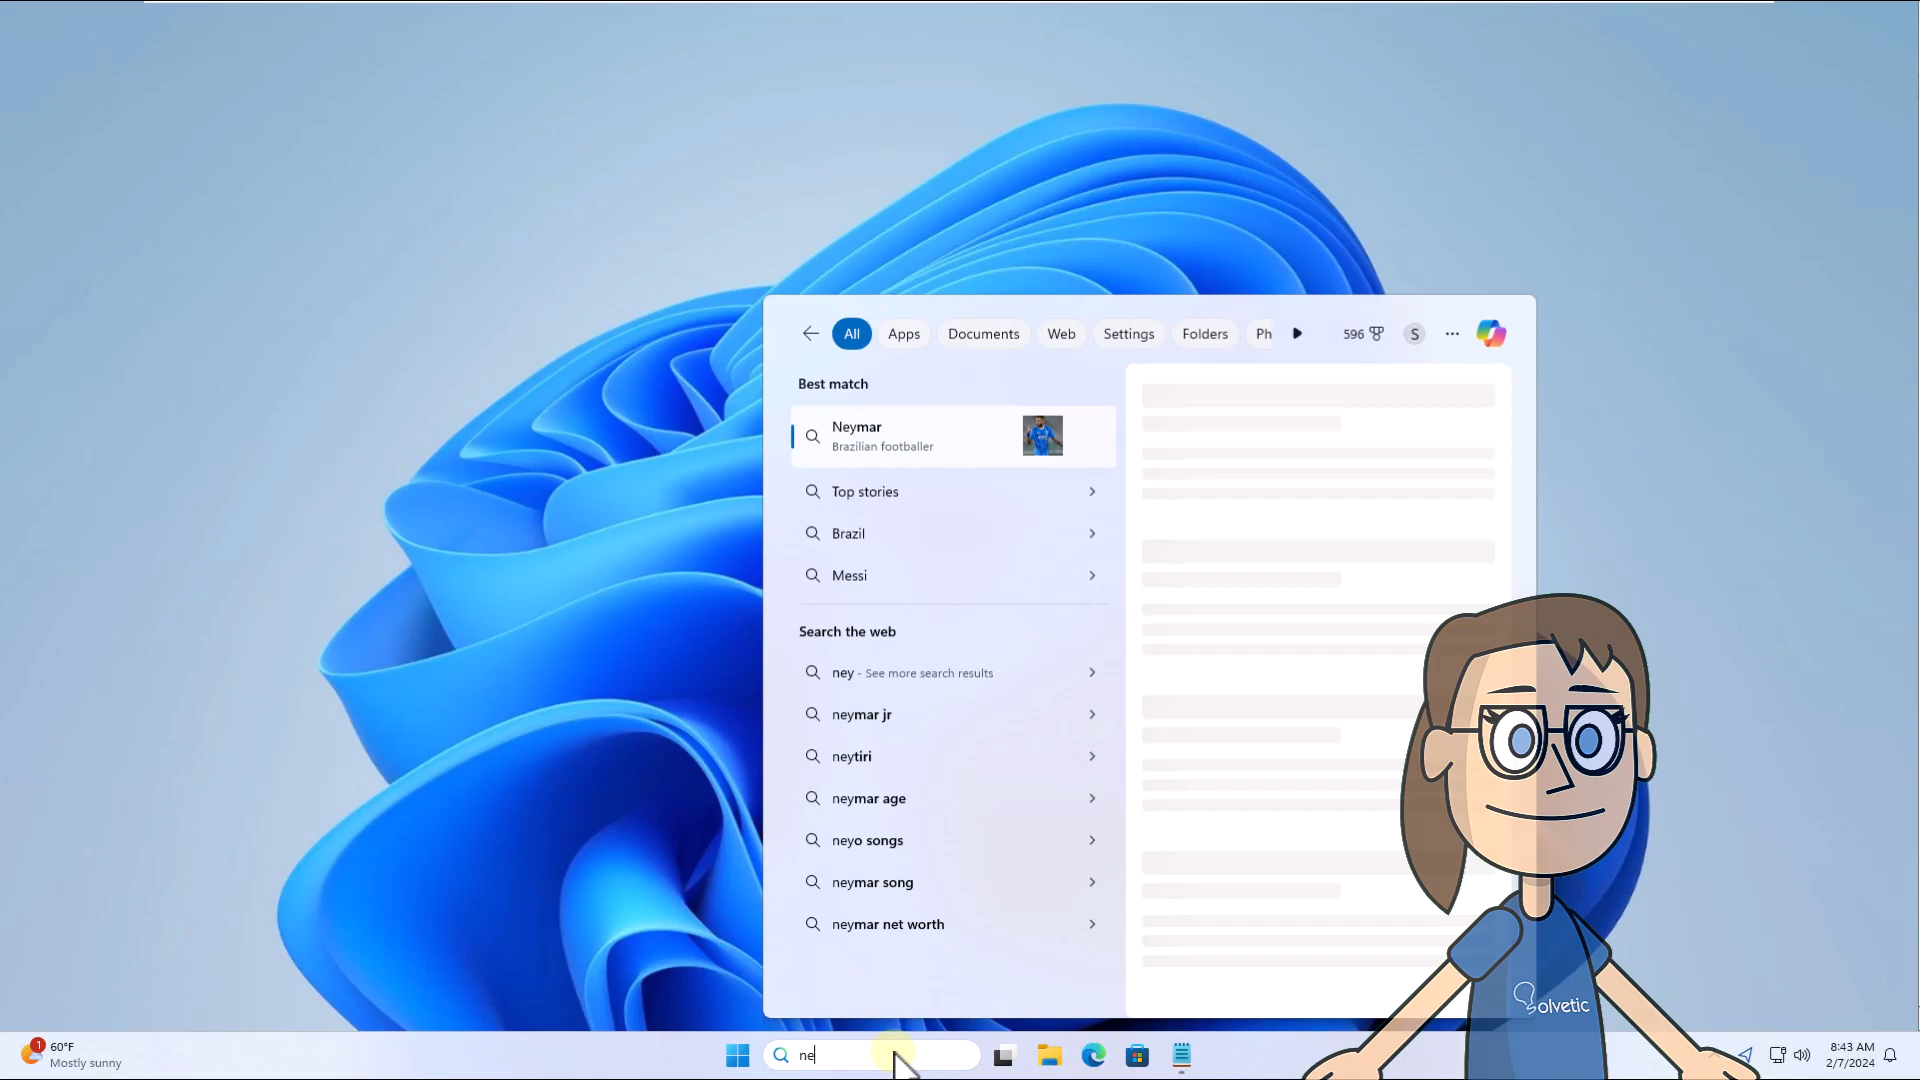 All
Apps
Documents
Web
Settings
Folders
Ph
596
S
Best match
Neymar
Brazilian footballer
Top stories
Brazil
Messi
Search the web
ney - See more search results
neymar jr
neytiri
neymar age
neyo songs
neymar song
neymar net worth
Solvetic
1
60°F
Mostly sunny
ne
8:43 AM
2/7/2024